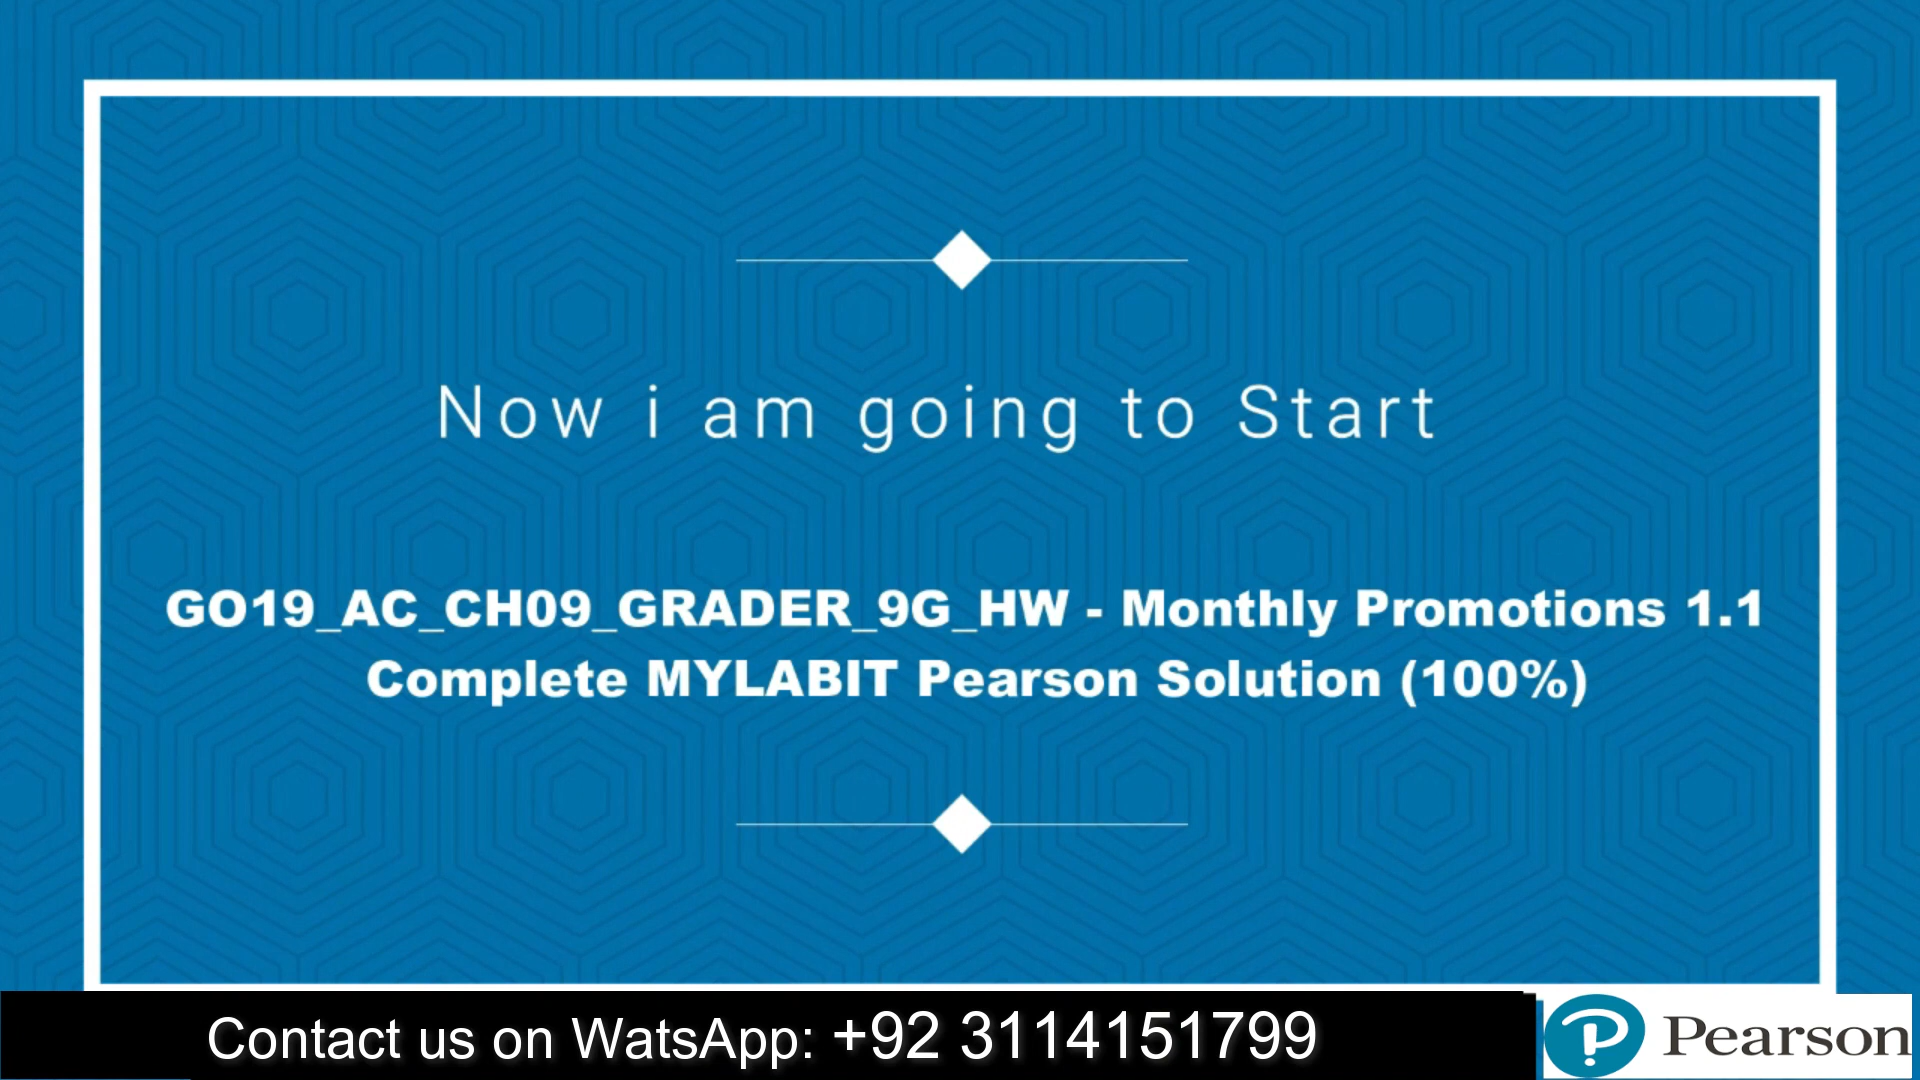 Now i am going to Start
GO19_AC_CH09_GRADER_9G_HW - Monthly Promotions 1.1
Complete MYLABIT Pearson Solution (100%)
Contact us on WatsApp: +92 3114151799
Pearson